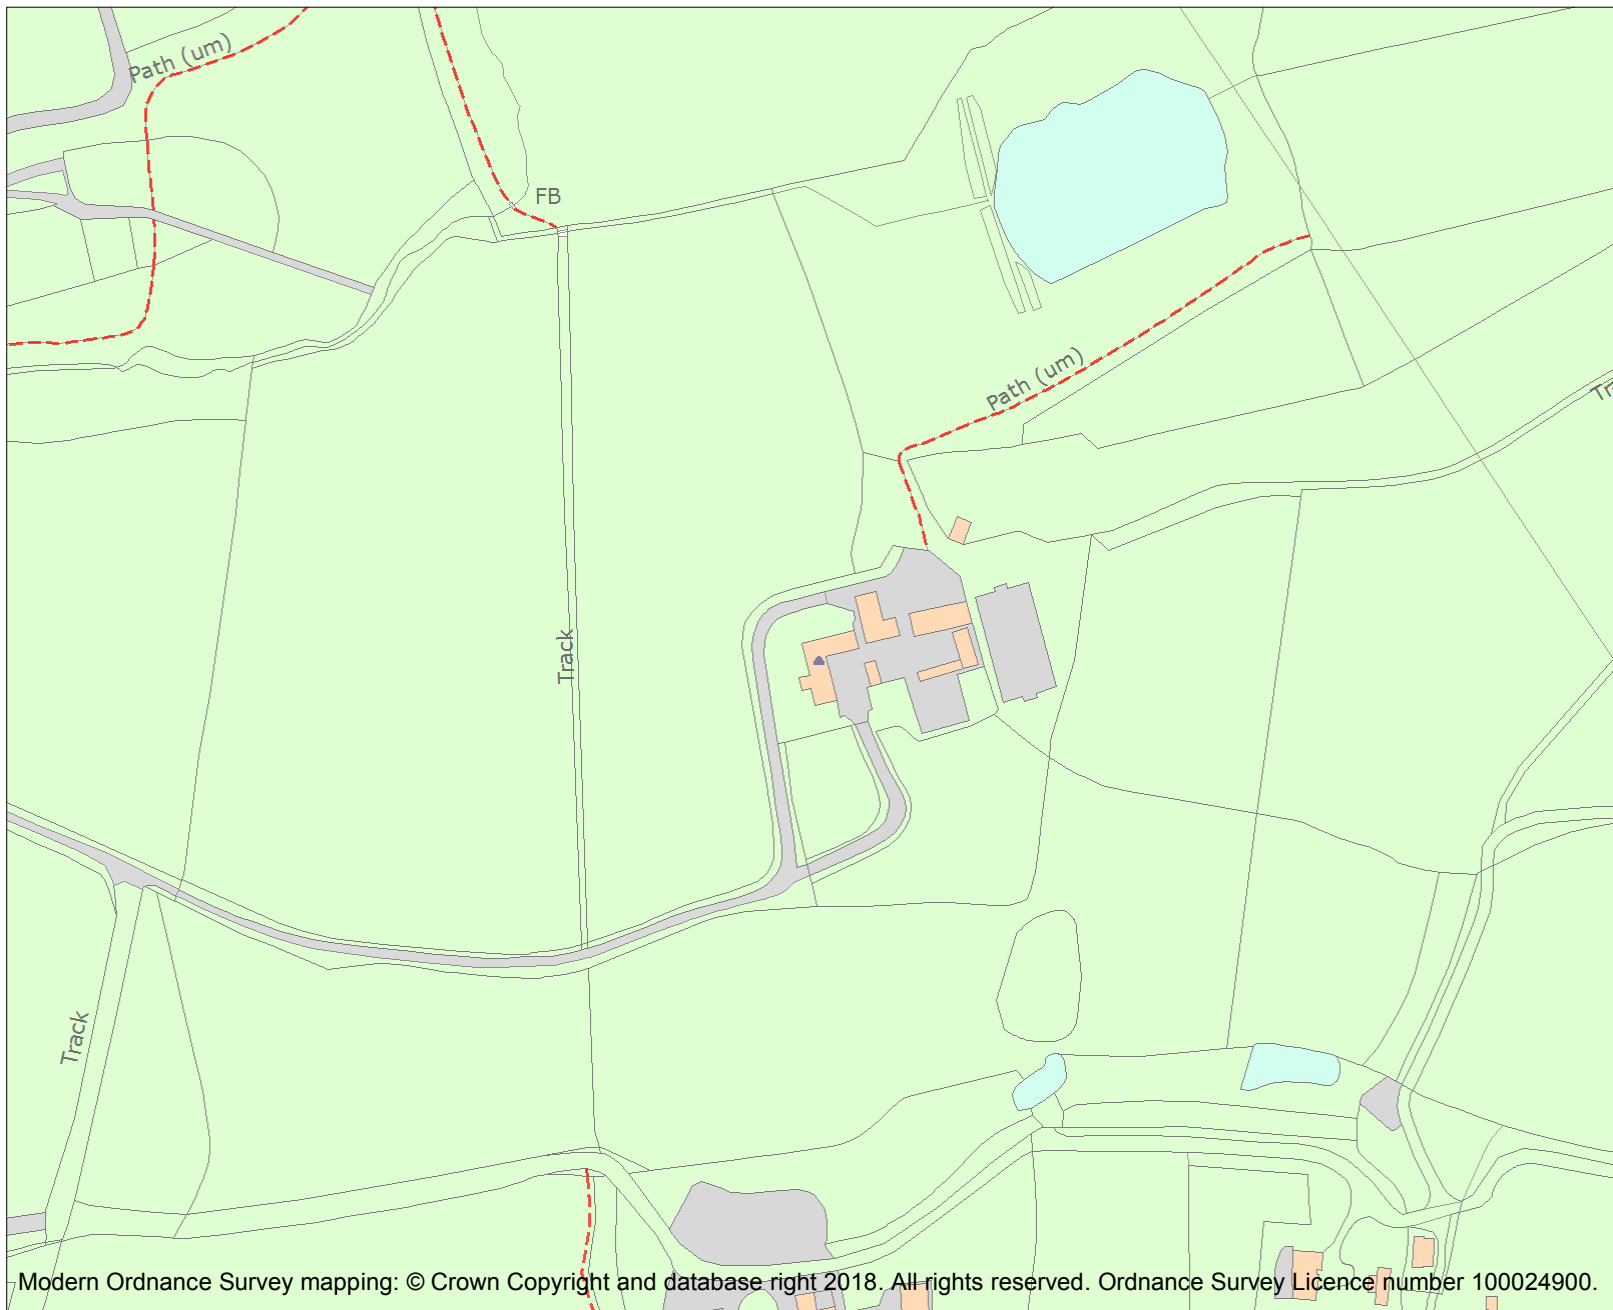 Path (um)
FB
Path (um)
Tr
Track
Track
Modern Ordnance Survey mapping: © Crown Copyright and database right 2018. All rights reserved. Ordnance Survey Licence number 100024900.